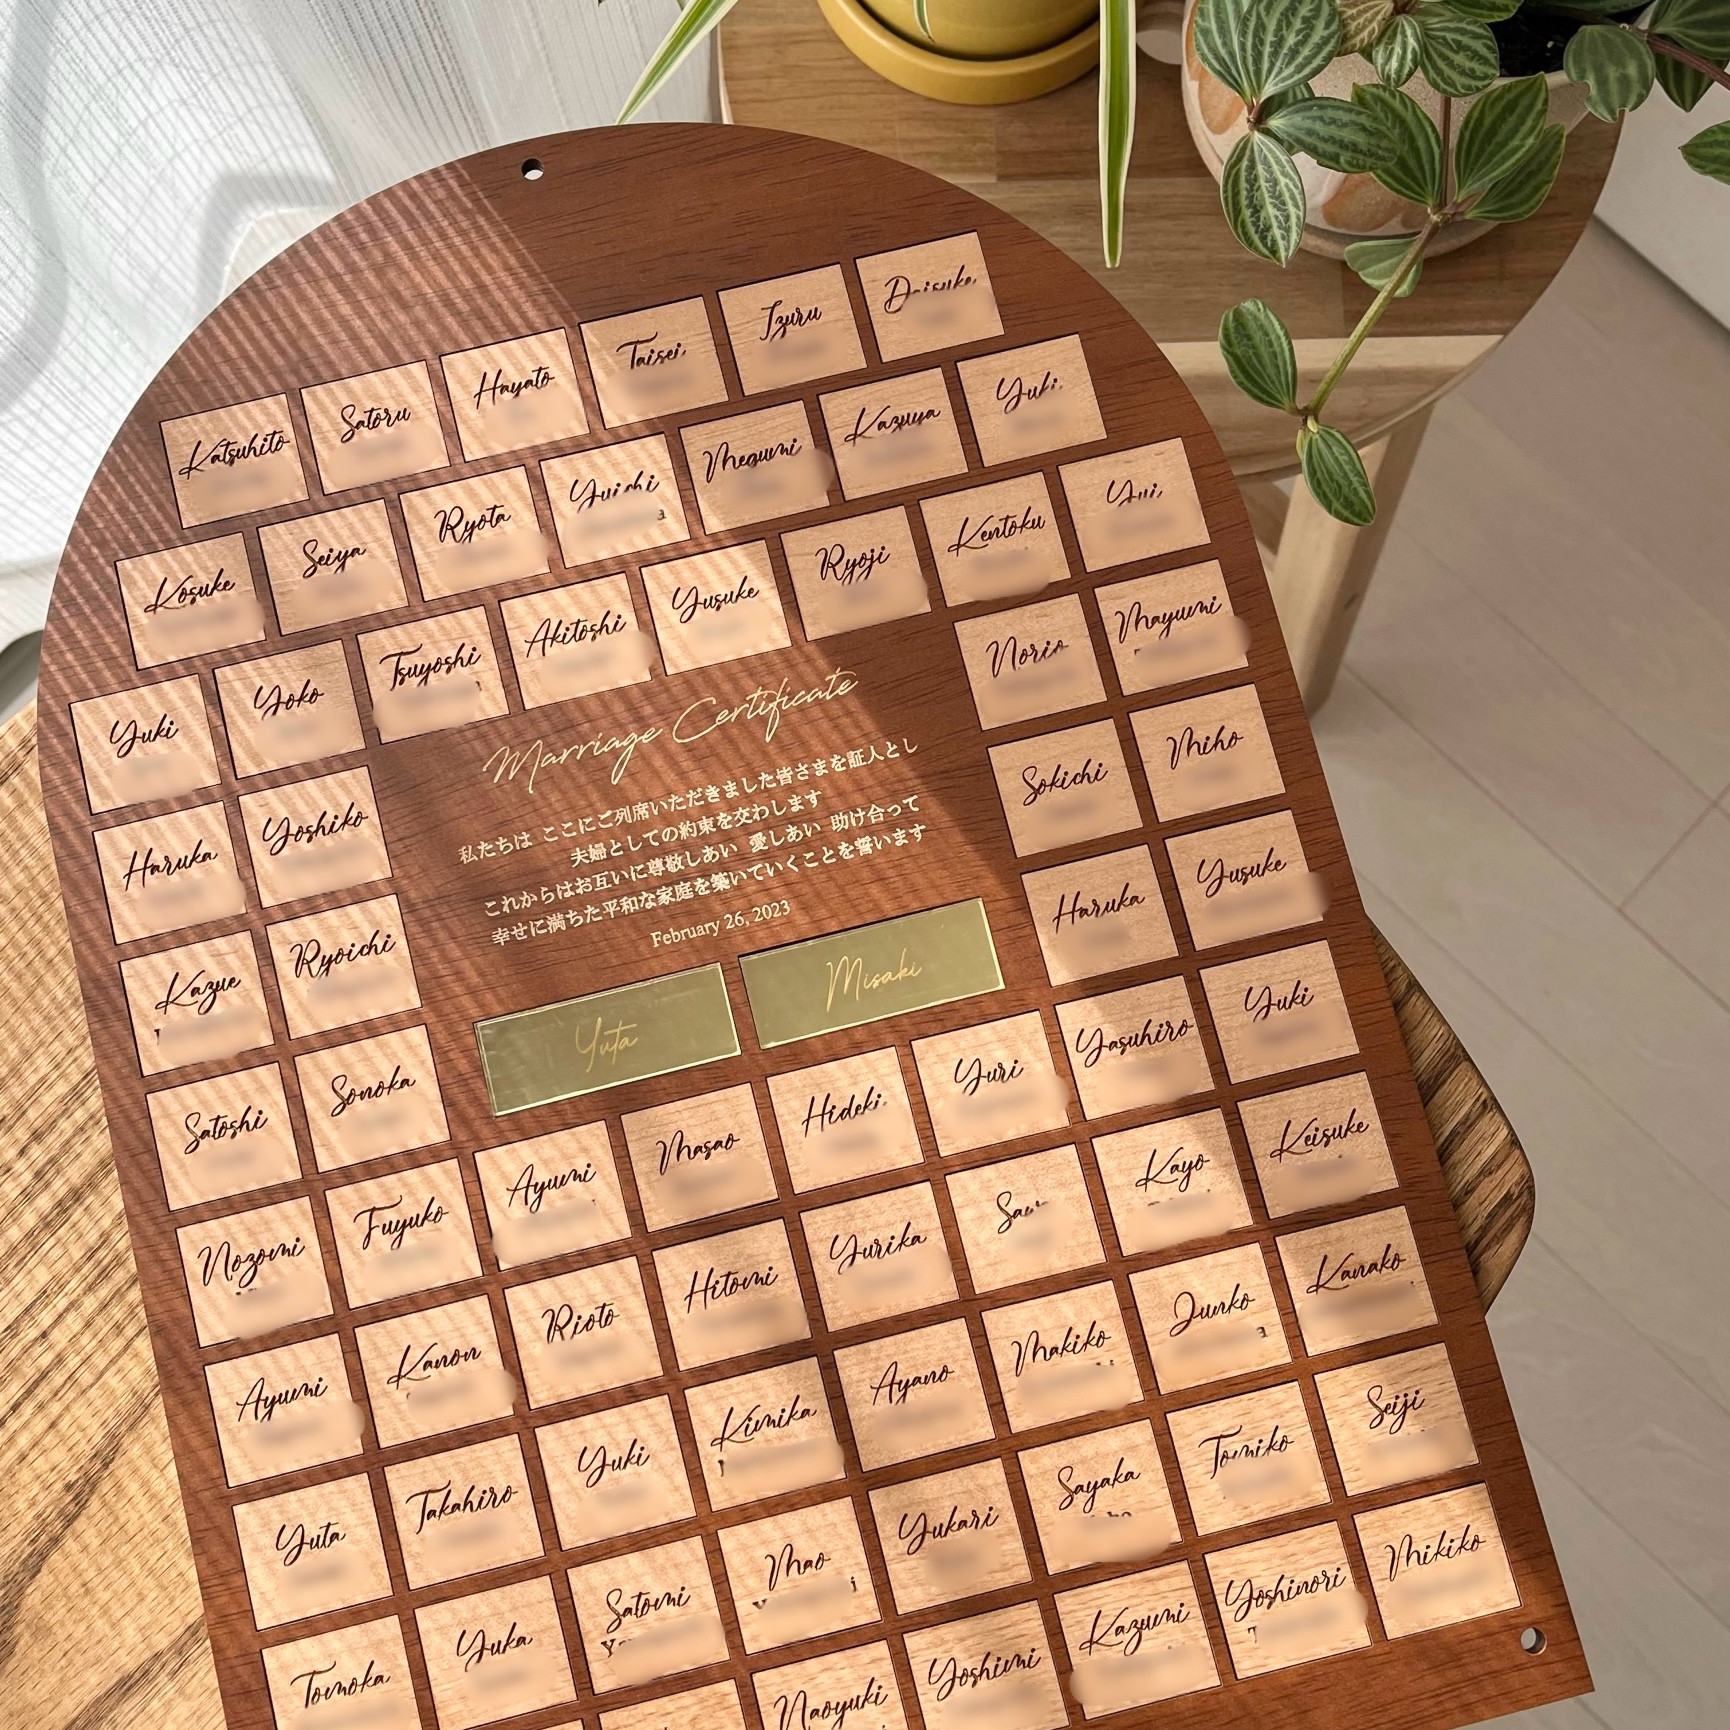 Katsuhito Satoru Hayato Taisei Izuru Daisuke
Kosuke Seiya Ryota Yuichi Megumi Kazuya Yuki
Yuki Yoko Tsuyoshi Akitoshi Yusuke Ryoji Kentoku Yui
Haruka Yoshiko Norio Mayumi
Kazue Ryoichi Sokichi Miho
Satoshi Sonoka Haruka Yusuke
Marriage Certificate
私たちは ここにご列席いただきました皆さまを証人とし
夫婦としての約束を交わします
これからはお互いに尊敬しあい 愛しあい 助け合って
幸せに満ちた平和な家庭を築いていくことを誓います
February 26, 2023
Yuta Misaki
Nozomi Fuyuko Ayumi Masao Hideki Yuri Yasuhiro Yuki
Ayumi Kanon Rioto Hitomi Yurika Kayo Keisuke
Yuta Takahiro Yuki Kimika Ayano Makiko Junko Kanako
Tomoka Yuka Satomi Mao Yukari Sayaka Tomiko Seiji
Naoyuki Yoshimi Kazumi Yoshinori Mikiko